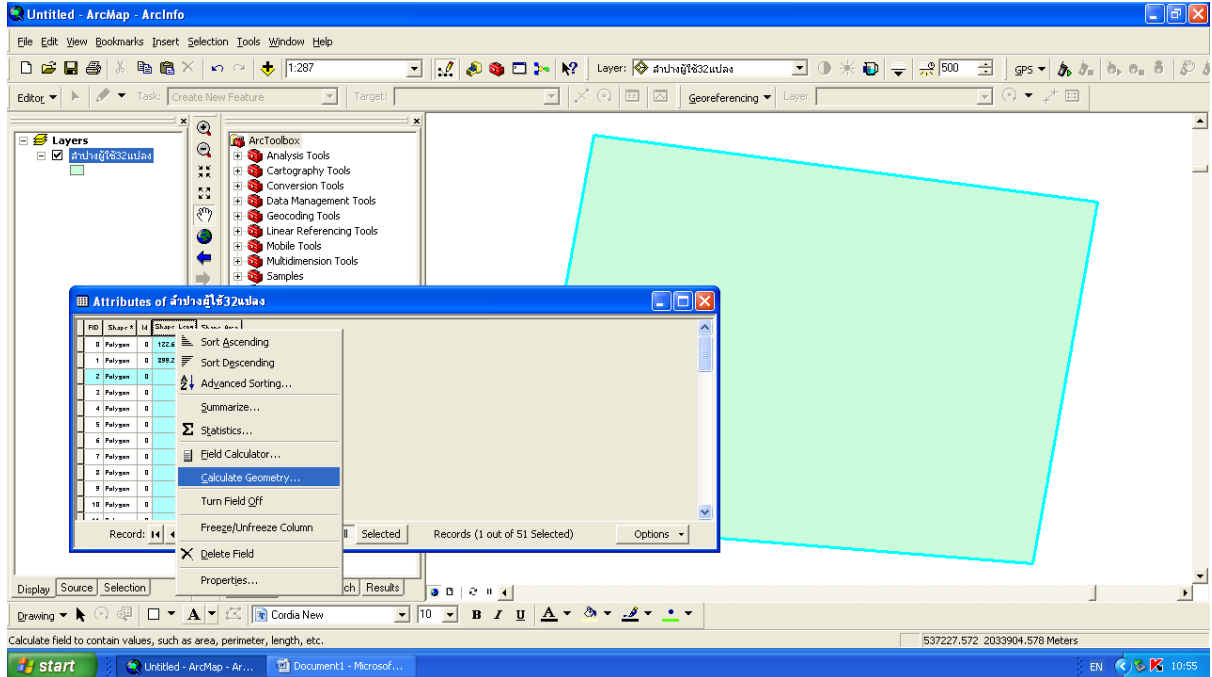 Untitled - ArcMap - ArcInfo
File Edit View Bookmarks Insert Selection Tools Window Help
1:287
Layer: ลำปางผู้ใช้32แปลง
500
GPS
Editor
Task: Create New Feature
Target:
Georeferencing
Layer:
Layers
ลำปางผู้ใช้32แปลง
ArcToolbox
Analysis Tools
Cartography Tools
Conversion Tools
Data Management Tools
Geocoding Tools
Linear Referencing Tools
Mobile Tools
Multidimension Tools
Samples
Attributes of ลำปางผู้ใช้32แปลง
FID Shape * Id Shape_Leng Shape_Area
0 Polygon 0 122.6
1 Polygon 0 899.2
2 Polygon 0
3 Polygon 0
4 Polygon 0
5 Polygon 0
6 Polygon 0
7 Polygon 0
8 Polygon 0
9 Polygon 0
10 Polygon 0
Sort Ascending
Sort Descending
Advanced Sorting...
Summarize...
Statistics...
Field Calculator...
Calculate Geometry...
Turn Field Off
Freeze/Unfreeze Column
Delete Field
Properties...
Record:
Selected
Records (1 out of 51 Selected)
Options
Display Source Selection
Results
Drawing
A
Cordia New
10
B I U A
Calculate field to contain values, such as area, perimeter, length, etc.
537227.572 2033904.578 Meters
start
Untitled - ArcMap - Ar...
Document1 - Microsof...
EN
10:55